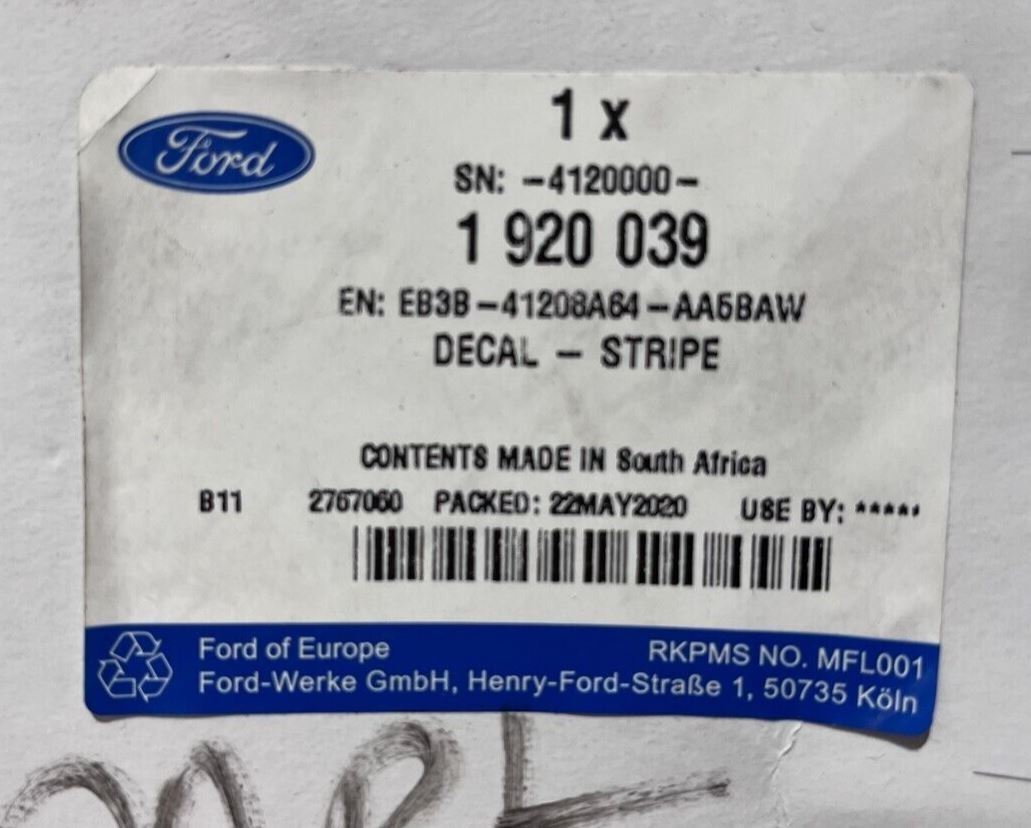 Ford
1 x
SN: -4120000-
1 920 039
EN: EB3B-41208A64-AA5BAW
DECAL - STRIPE
CONTENTS MADE IN South Africa
B11 2767060 PACKED: 22MAY2020 USE BY: *****
Ford of Europe RKPMS NO. MFL001
Ford-Werke GmbH, Henry-Ford-Straße 1, 50735 Köln